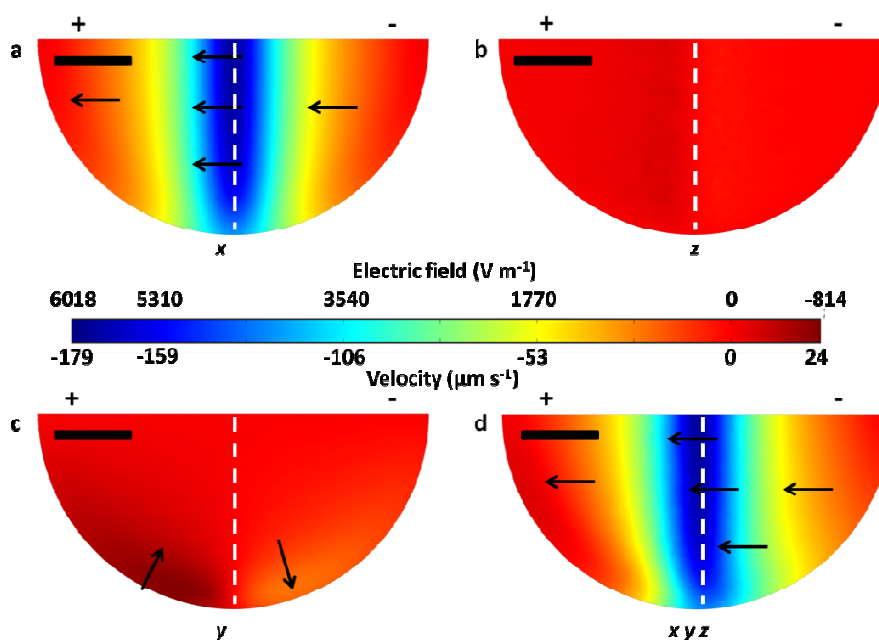 + - + -
a b
x z
Electric field (V m⁻¹)
6018 5310 3540 1770 0 -814
-179 -159 -106 -53 0 24
Velocity (µm s⁻¹)
+ - + -
c d
y x y z